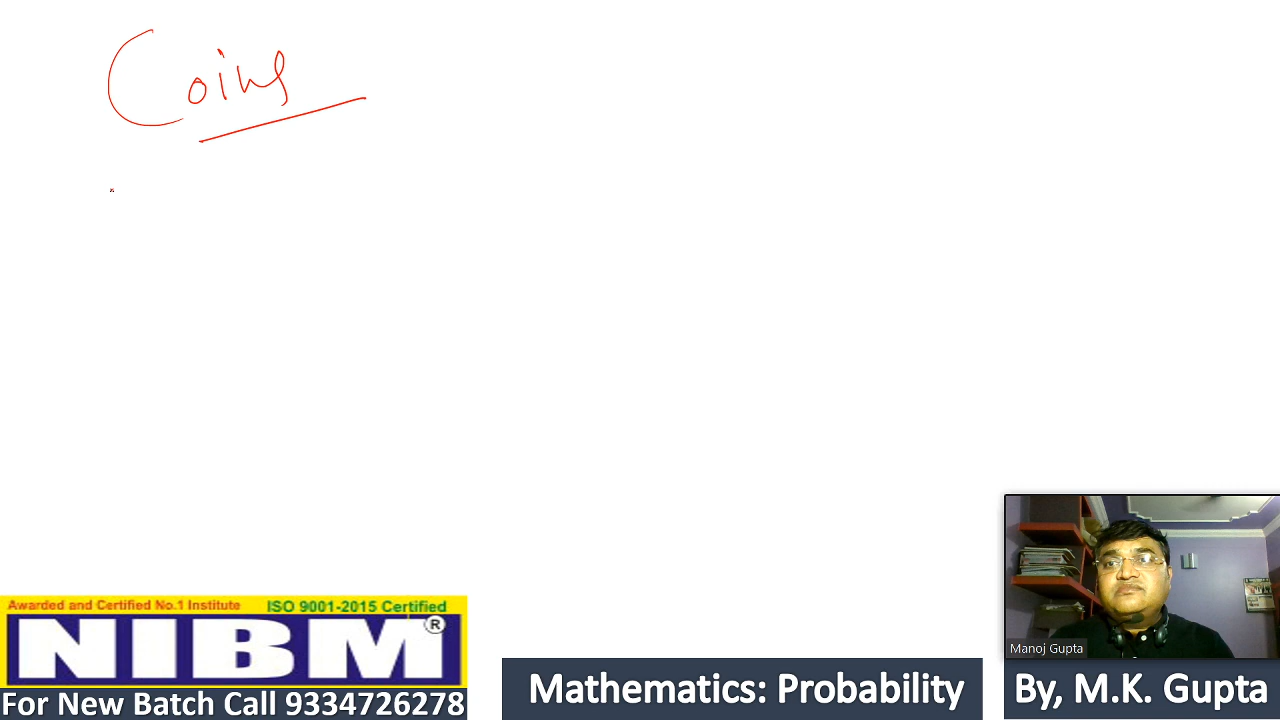 Coins
Manoj Gupta
Awarded and Certified No.1 Institute
ISO 9001-2015 Certified
NIBM ®
For New Batch Call 9334726278
Mathematics: Probability
By, M.K. Gupta